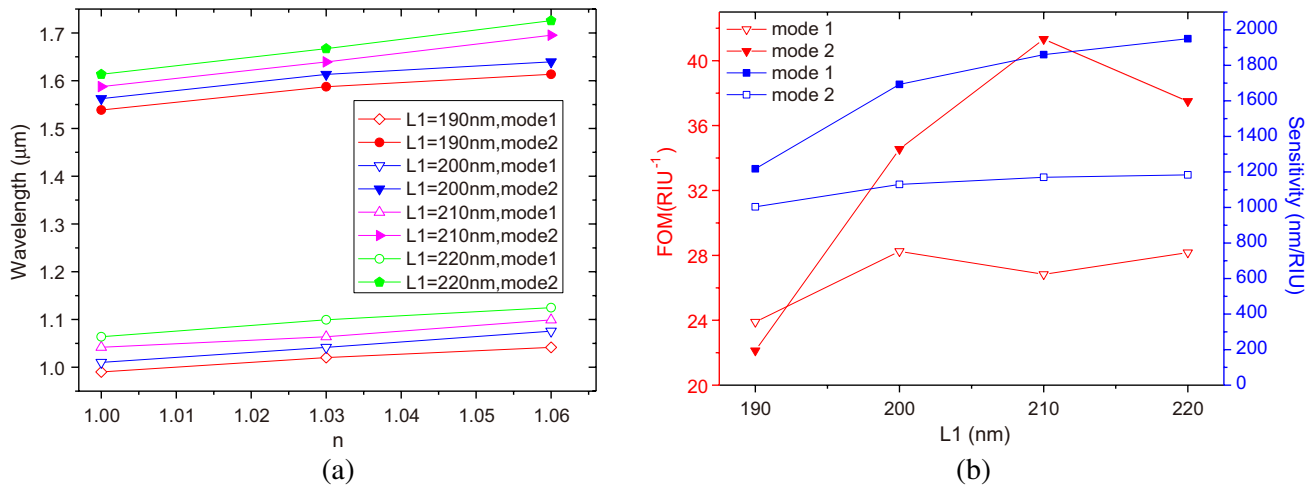 1.7
1.6
1.5
1.4
1.3
1.2
1.1
1.0
Wavelength (μm)
L1=190nm,mode1
L1=190nm,mode2
L1=200nm,mode1
L1=200nm,mode2
L1=210nm,mode1
L1=210nm,mode2
L1=220nm,mode1
L1=220nm,mode2
1.00 1.01 1.02 1.03 1.04 1.05 1.06
n
(a)
40
36
32
28
24
20
FOM(RIU⁻¹)
mode 1
mode 2
mode 1
mode 2
2000
1800
1600
1400
1200
1000
800
600
400
200
0
Sensitivity (nm/RIU)
190 200 210 220
L1 (nm)
(b)